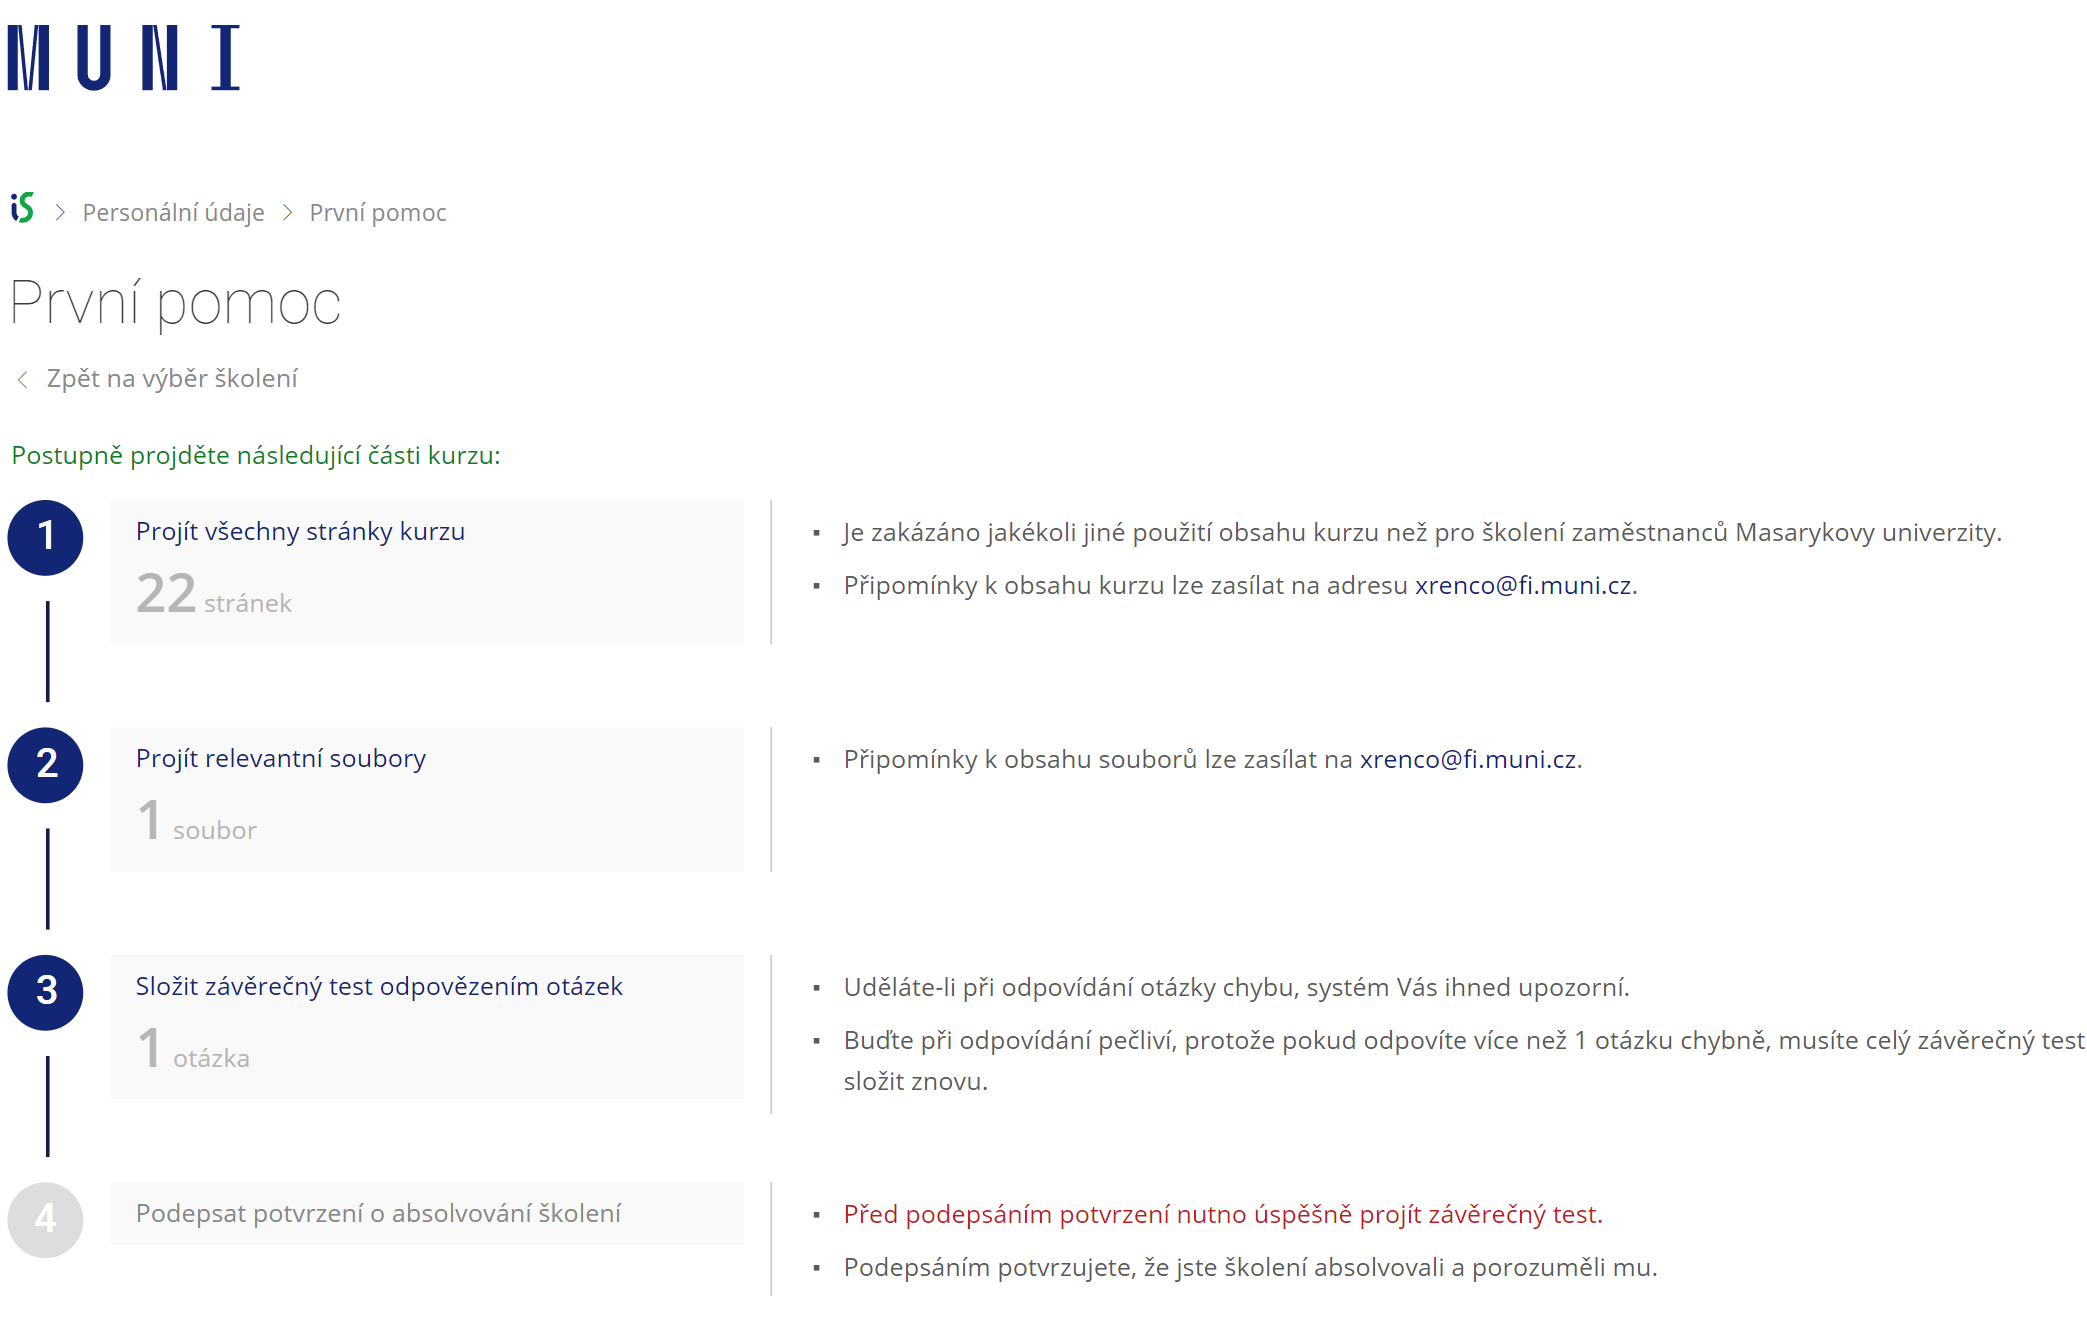 MUNI
iS > Personální údaje > První pomoc
První pomoc
< Zpět na výběr školení
Postupně projděte následující části kurzu:
1
Projít všechny stránky kurzu
22 stránek
▪ Je zakázáno jakékoli jiné použití obsahu kurzu než pro školení zaměstnanců Masarykovy univerzity.
▪ Připomínky k obsahu kurzu lze zasílat na adresu xrenco@fi.muni.cz.
2
Projít relevantní soubory
1 soubor
▪ Připomínky k obsahu souborů lze zasílat na xrenco@fi.muni.cz.
3
Složit závěrečný test odpovězením otázek
1 otázka
▪ Uděláte-li při odpovídání otázky chybu, systém Vás ihned upozorní.
▪ Buďte při odpovídání pečliví, protože pokud odpovíte více než 1 otázku chybně, musíte celý závěrečný test
složit znovu.
4
Podepsat potvrzení o absolvování školení
▪ Před podepsáním potvrzení nutno úspěšně projít závěrečný test.
▪ Podepsáním potvrzujete, že jste školení absolvovali a porozuměli mu.